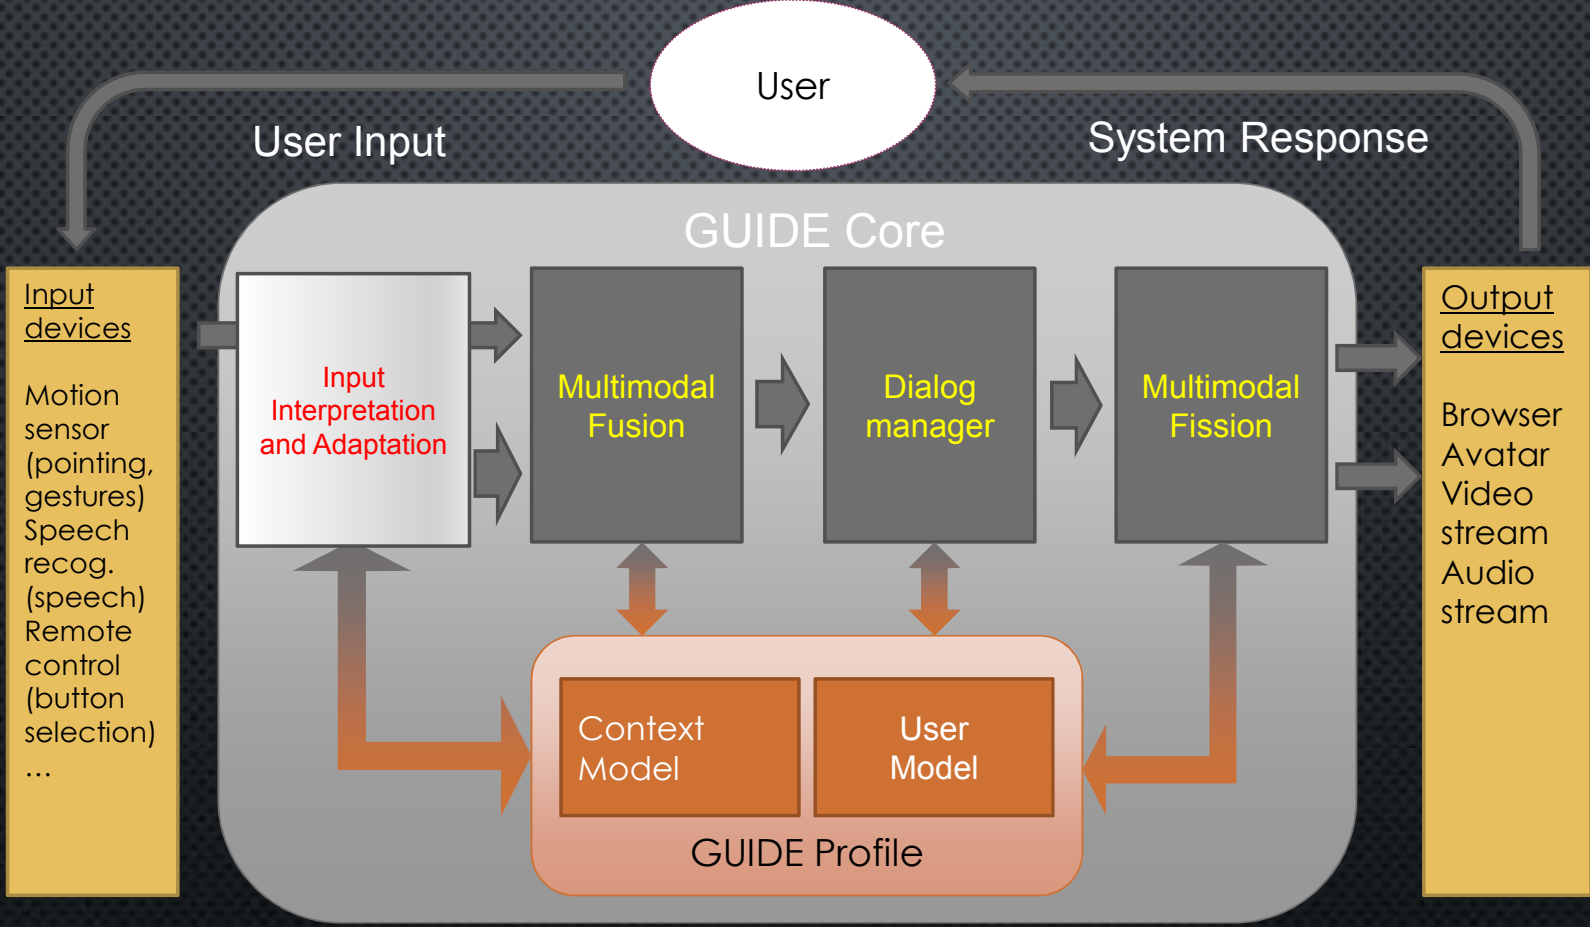 User
User Input
System Response
GUIDE Core
Input
devices
Motion
sensor
(pointing,
gestures)
Speech
recog.
(speech)
Remote
control
(button
selection)
...
Input
Interpretation
and Adaptation
Multimodal
Fusion
Dialog
manager
Multimodal
Fission
Output
devices
Browser
Avatar
Video
stream
Audio
stream
Context
Model
User
Model
GUIDE Profile